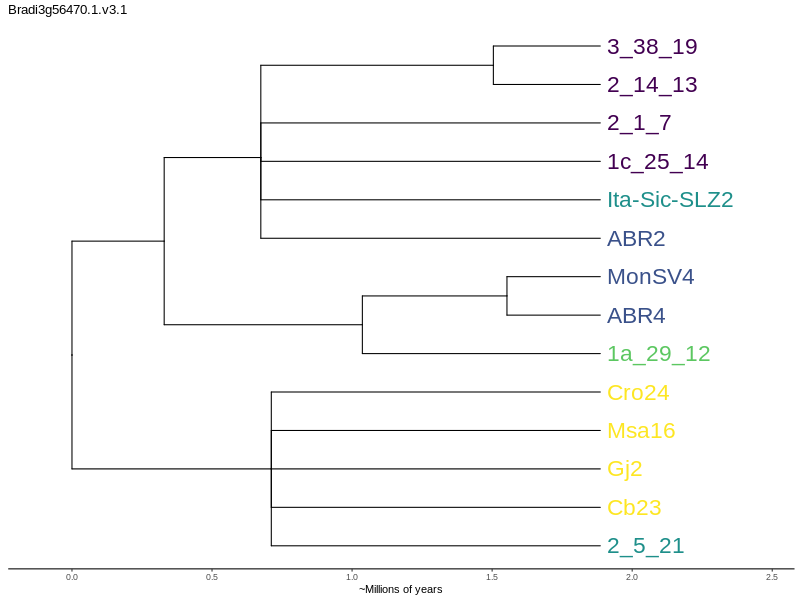 Bradi3g56470.1.v3.1
3_38_19
2_14_13
2_1_7
1c_25_14
Ita-Sic-SLZ2
ABR2
MonSV4
ABR4
1a_29_12
Cro24
Msa16
Gj2
Cb23
2_5_21
0.0 0.5 1.0 1.5 2.0 2.5
~Millions of years